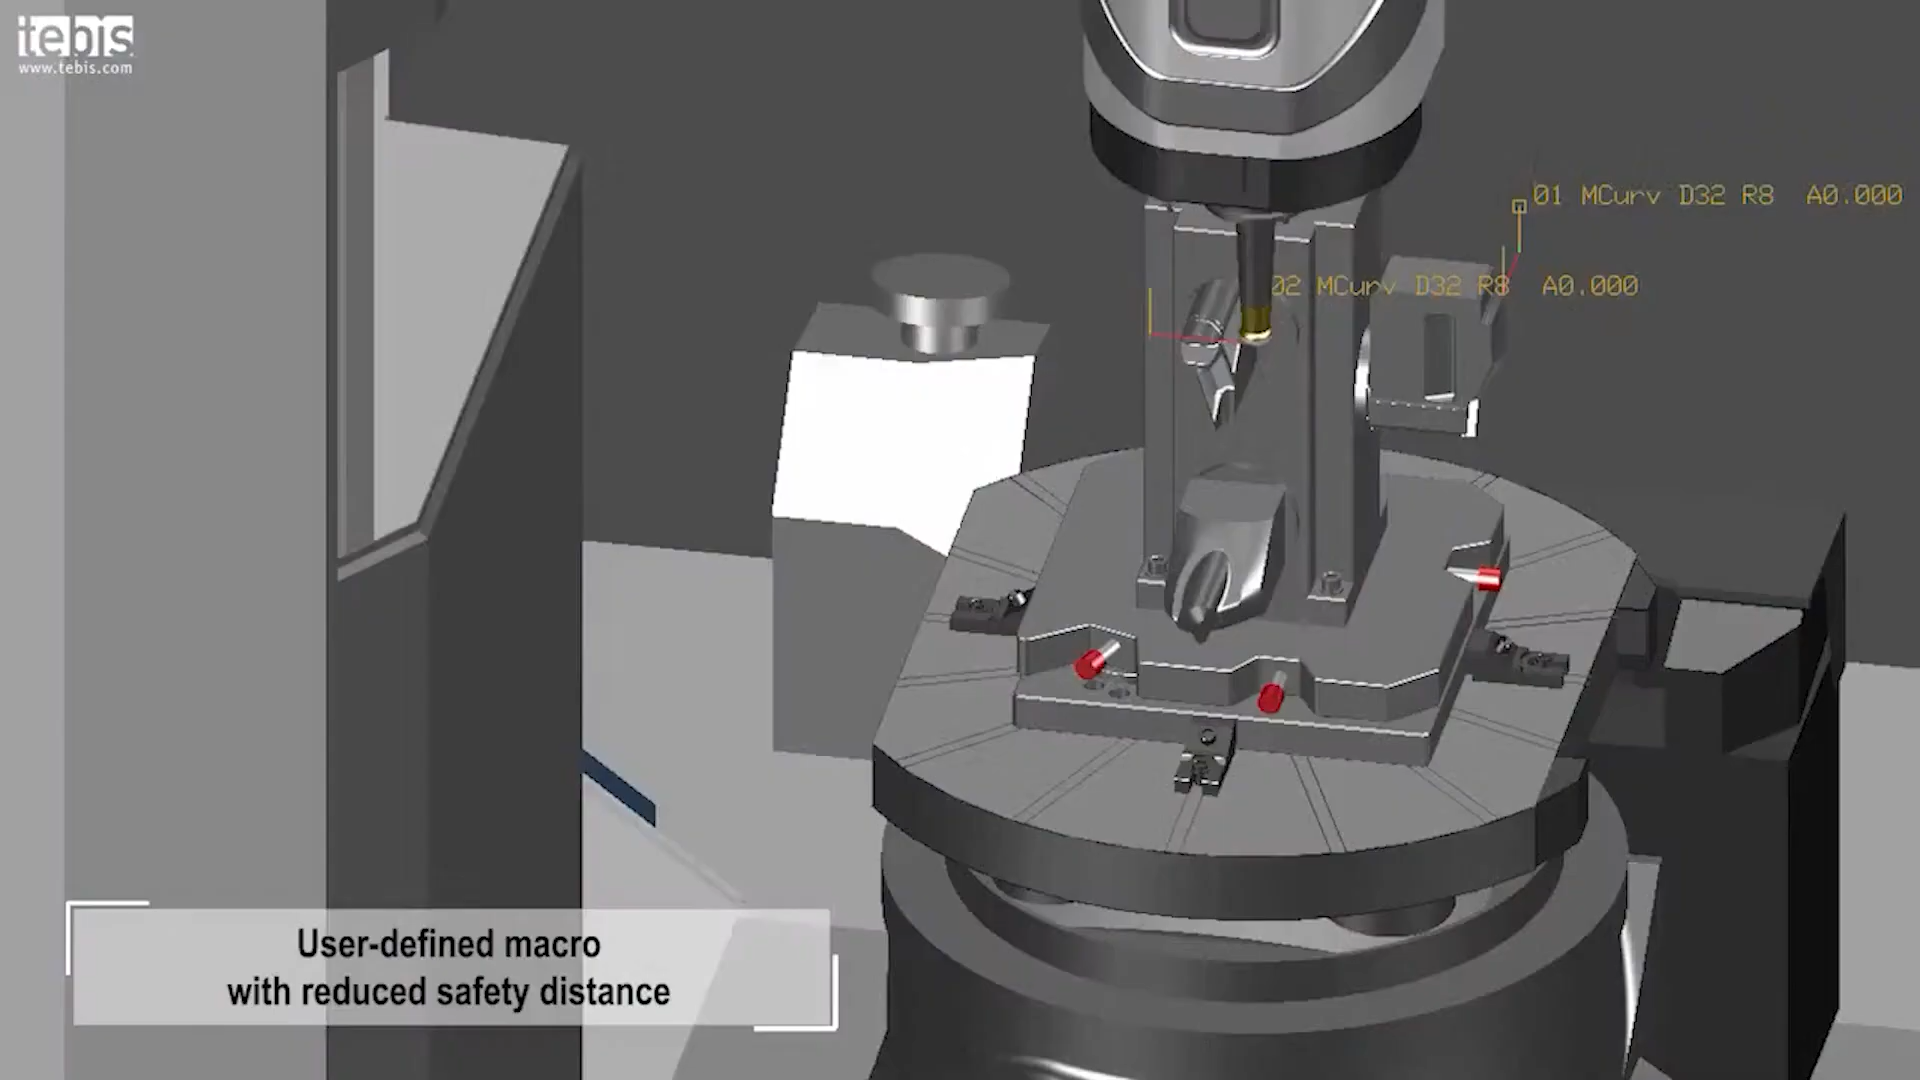 tebis
www.tebis.com
01 MCurv D32 R8 A0.000
02 MCurv D32 R8 A0.000
User-defined macro
with reduced safety distance